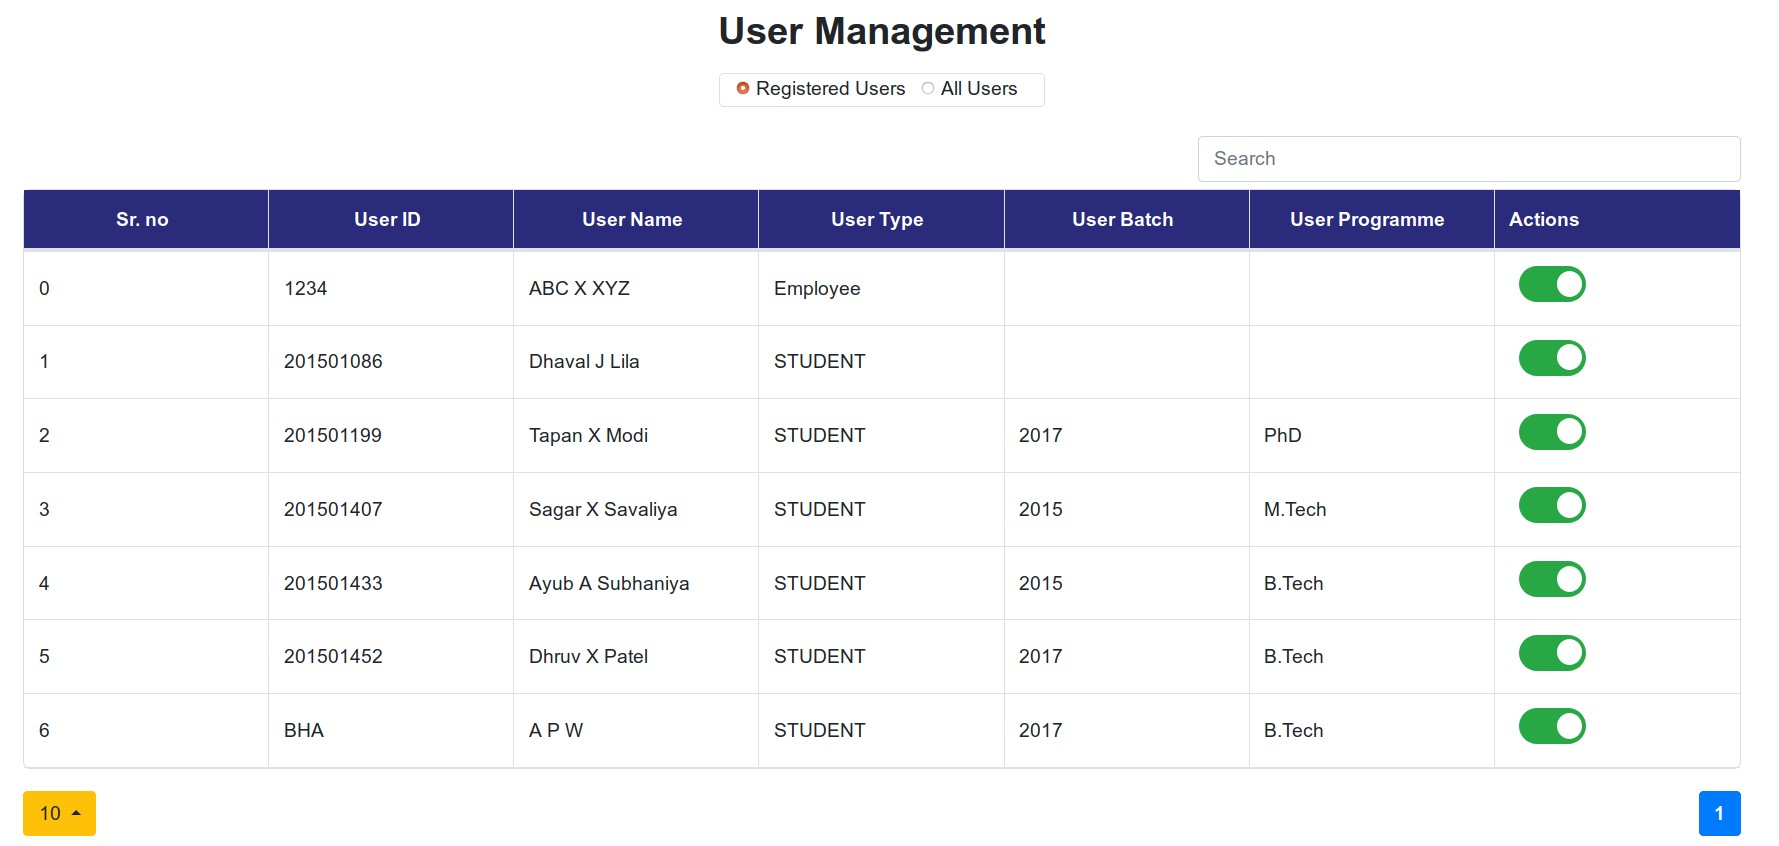 User Management
Registered Users All Users
Search
Sr. no User ID User Name User Type User Batch User Programme Actions
0 1234 ABC X XYZ Employee
1 201501086 Dhaval J Lila STUDENT
2 201501199 Tapan X Modi STUDENT 2017 PhD
3 201501407 Sagar X Savaliya STUDENT 2015 M.Tech
4 201501433 Ayub A Subhaniya STUDENT 2015 B.Tech
5 201501452 Dhruv X Patel STUDENT 2017 B.Tech
6 BHA A P W STUDENT 2017 B.Tech
10 1